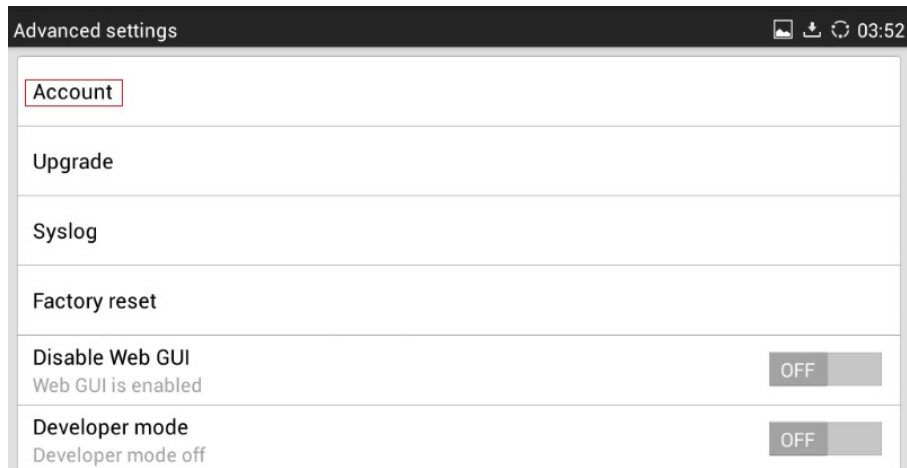 Advanced settings 03:52
Account
Upgrade
Syslog
Factory reset
Disable Web GUI
Web GUI is enabled
OFF
Developer mode
Developer mode off
OFF